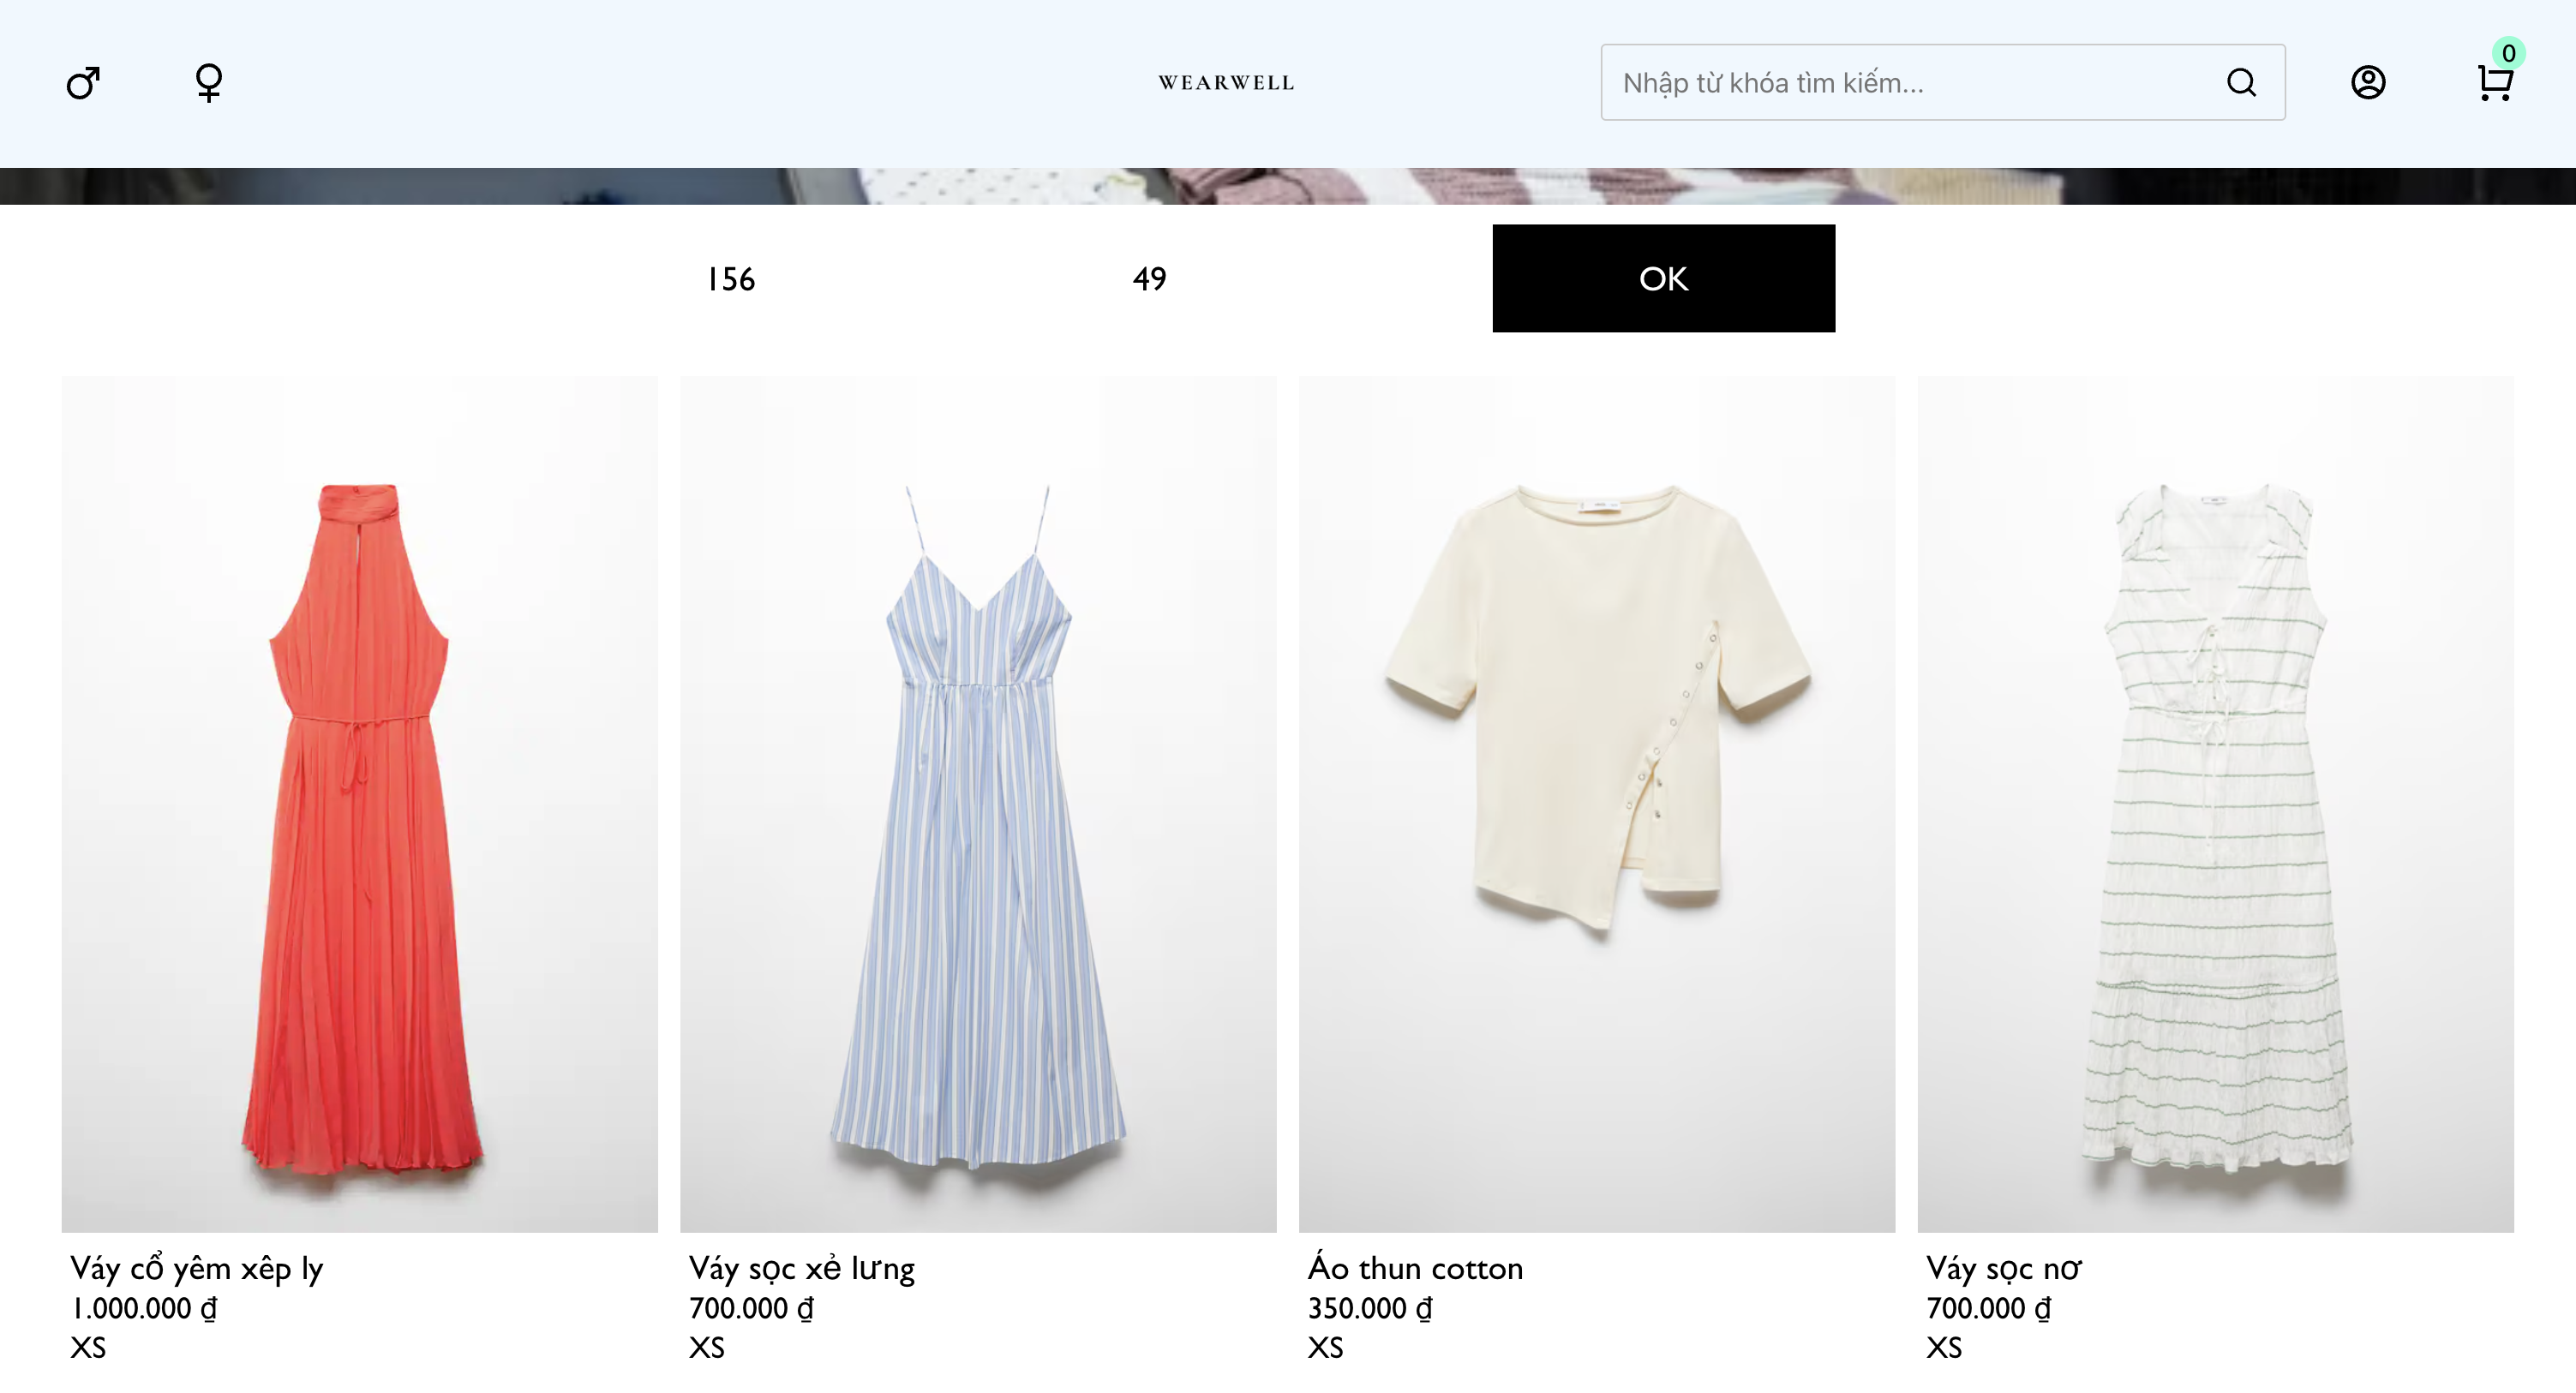 WEARWELL
Nhập từ khóa tìm kiếm...
0
156
49
OK
Váy cổ yêm xếp ly
1.000.000 ₫
XS
Váy sọc xẻ lưng
700.000 ₫
XS
Áo thun cotton
350.000 ₫
XS
Váy sọc nơ
700.000 ₫
XS